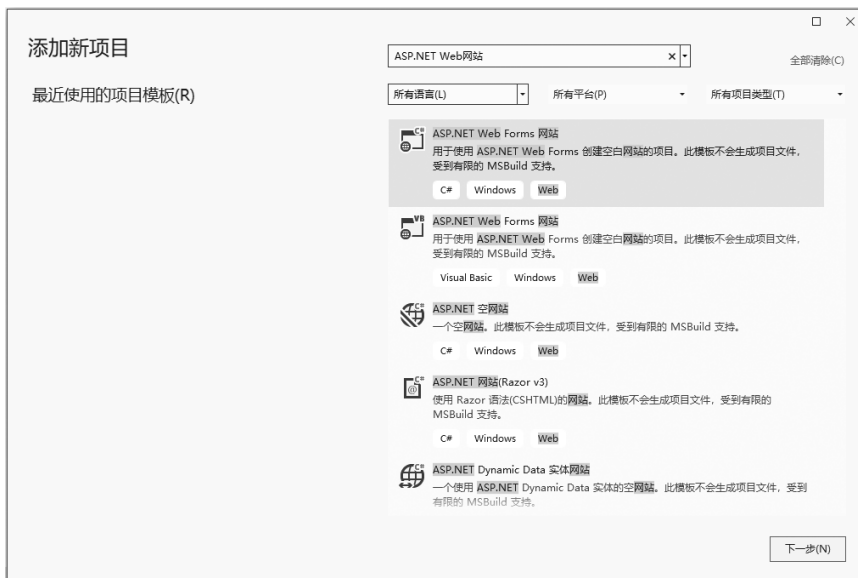 添加新项目
ASP.NET Web网站
全部清除(C)
最近使用的项目模板(R)
所有语言(L)
所有平台(P)
所有项目类型(T)
ASP.NET Web Forms 网站
用于使用 ASP.NET Web Forms 创建空白网站的项目。此模板不会生成项目文件，
受到有限的 MSBuild 支持。
C# Windows Web
ASP.NET Web Forms 网站
用于使用 ASP.NET Web Forms 创建空白网站的项目。此模板不会生成项目文件，
受到有限的 MSBuild 支持。
Visual Basic Windows Web
ASP.NET 空网站
一个空网站。此模板不会生成项目文件，受到有限的 MSBuild 支持。
C# Windows Web
ASP.NET 网站(Razor v3)
使用 Razor 语法(CSHTML)的网站。此模板不会生成项目文件，受到有限的
MSBuild 支持。
C# Windows Web
ASP.NET Dynamic Data 实体网站
一个使用 ASP.NET Dynamic Data 实体的空网站。此模板不会生成项目文件，受到
有限的 MSBuild 支持。
下一步(N)